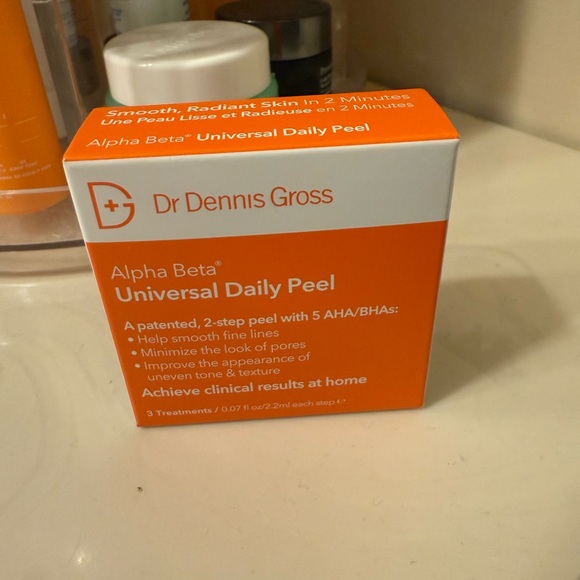 Smooth, Radiant Skin in 2 Minutes
Une Peau Lisse et Radieuse en 2 Minutes
Alpha Beta® Universal Daily Peel
Dr Dennis Gross
Alpha Beta®
Universal Daily Peel
A patented, 2-step peel with 5 AHA/BHAs:
• Help smooth fine lines
• Minimize the look of pores
• Improve the appearance of
uneven tone & texture
Achieve clinical results at home
3 Treatments / 0.07 fl oz/2.2ml each step ℮*